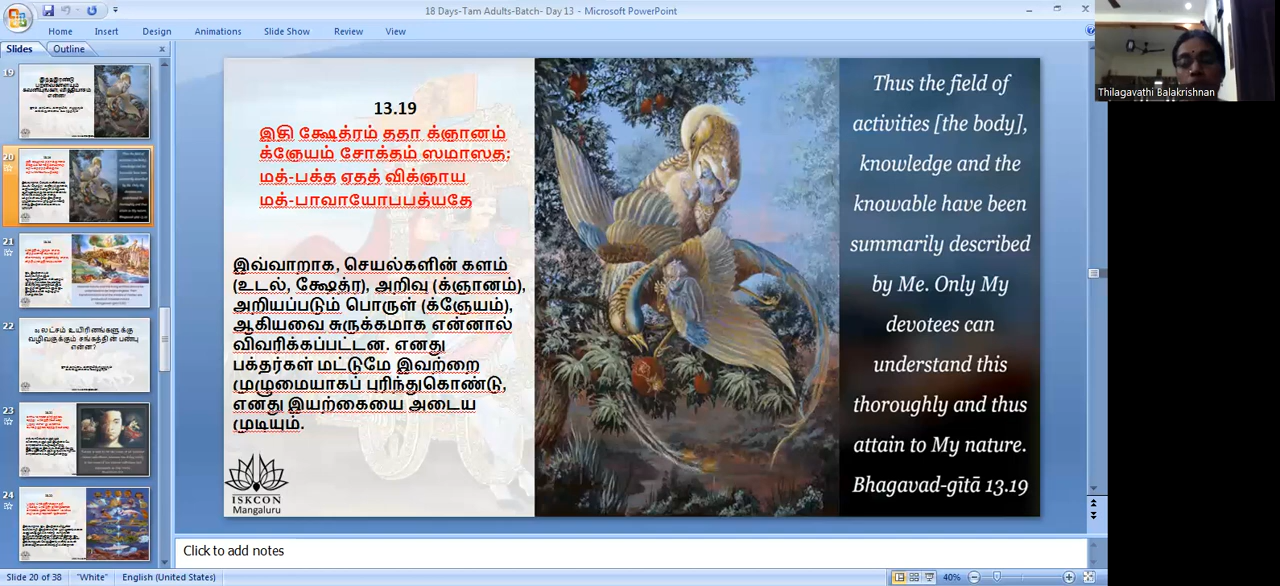 18 Days-Tam Adults-Batch- Day 13 - Microsoft PowerPoint
Home Insert Design Animations Slide Show Review View
Slides Outline
Thilagavathi Balakrishnan
19
20
21
22
23
24
13.19
இதி க்ஷேத்ரம் ததா க்ஞானம்
க்ஞேயம் சோக்தம் ஸமாஸத:
மத்-பக்த ஏதத் விக்ஞாய
மத்-பாவாயோபபத்யதே
இவ்வாறாக, செயல்களின் களம்
(உடல், க்ஷேத்ர), அறிவு (க்ஞானம்),
அறியப்படும் பொருள் (க்ஞேயம்),
ஆகியவை சுருக்கமாக என்னால்
விவரிக்கப்பட்டன. எனது
பக்தர்கள் மட்டுமே இவற்றை
முழுமையாகப் புரிந்துகொண்டு,
எனது இயற்கையை அடைய
முடியும்.
ISKCON
Mangaluru
Thus the field of
activities [the body],
knowledge and the
knowable have been
summarily described
by Me. Only My
devotees can
understand this
thoroughly and thus
attain to My nature.
Bhagavad-gītā 13.19
Click to add notes
Slide 20 of 38 "White" English (United States) 40%